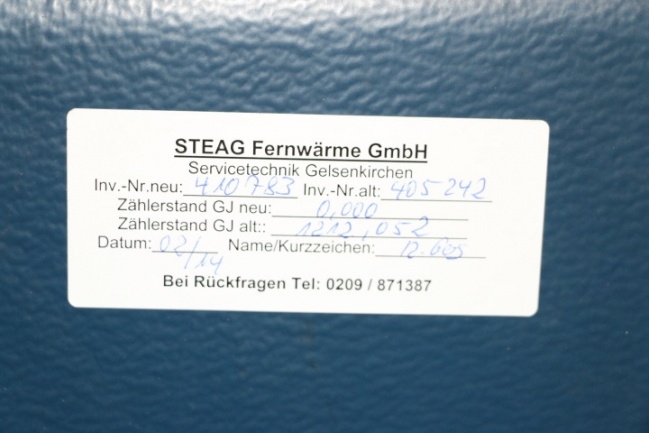 STEAG Fernwärme GmbH
Servicetechnik Gelsenkirchen
Inv.-Nr.neu: 410783 Inv.-Nr.alt: 405242
Zählerstand GJ neu: 0,000
Zählerstand GJ alt:: 1212,052
Datum: 02/14 Name/Kurzzeichen:
Bei Rückfragen Tel: 0209 / 871387